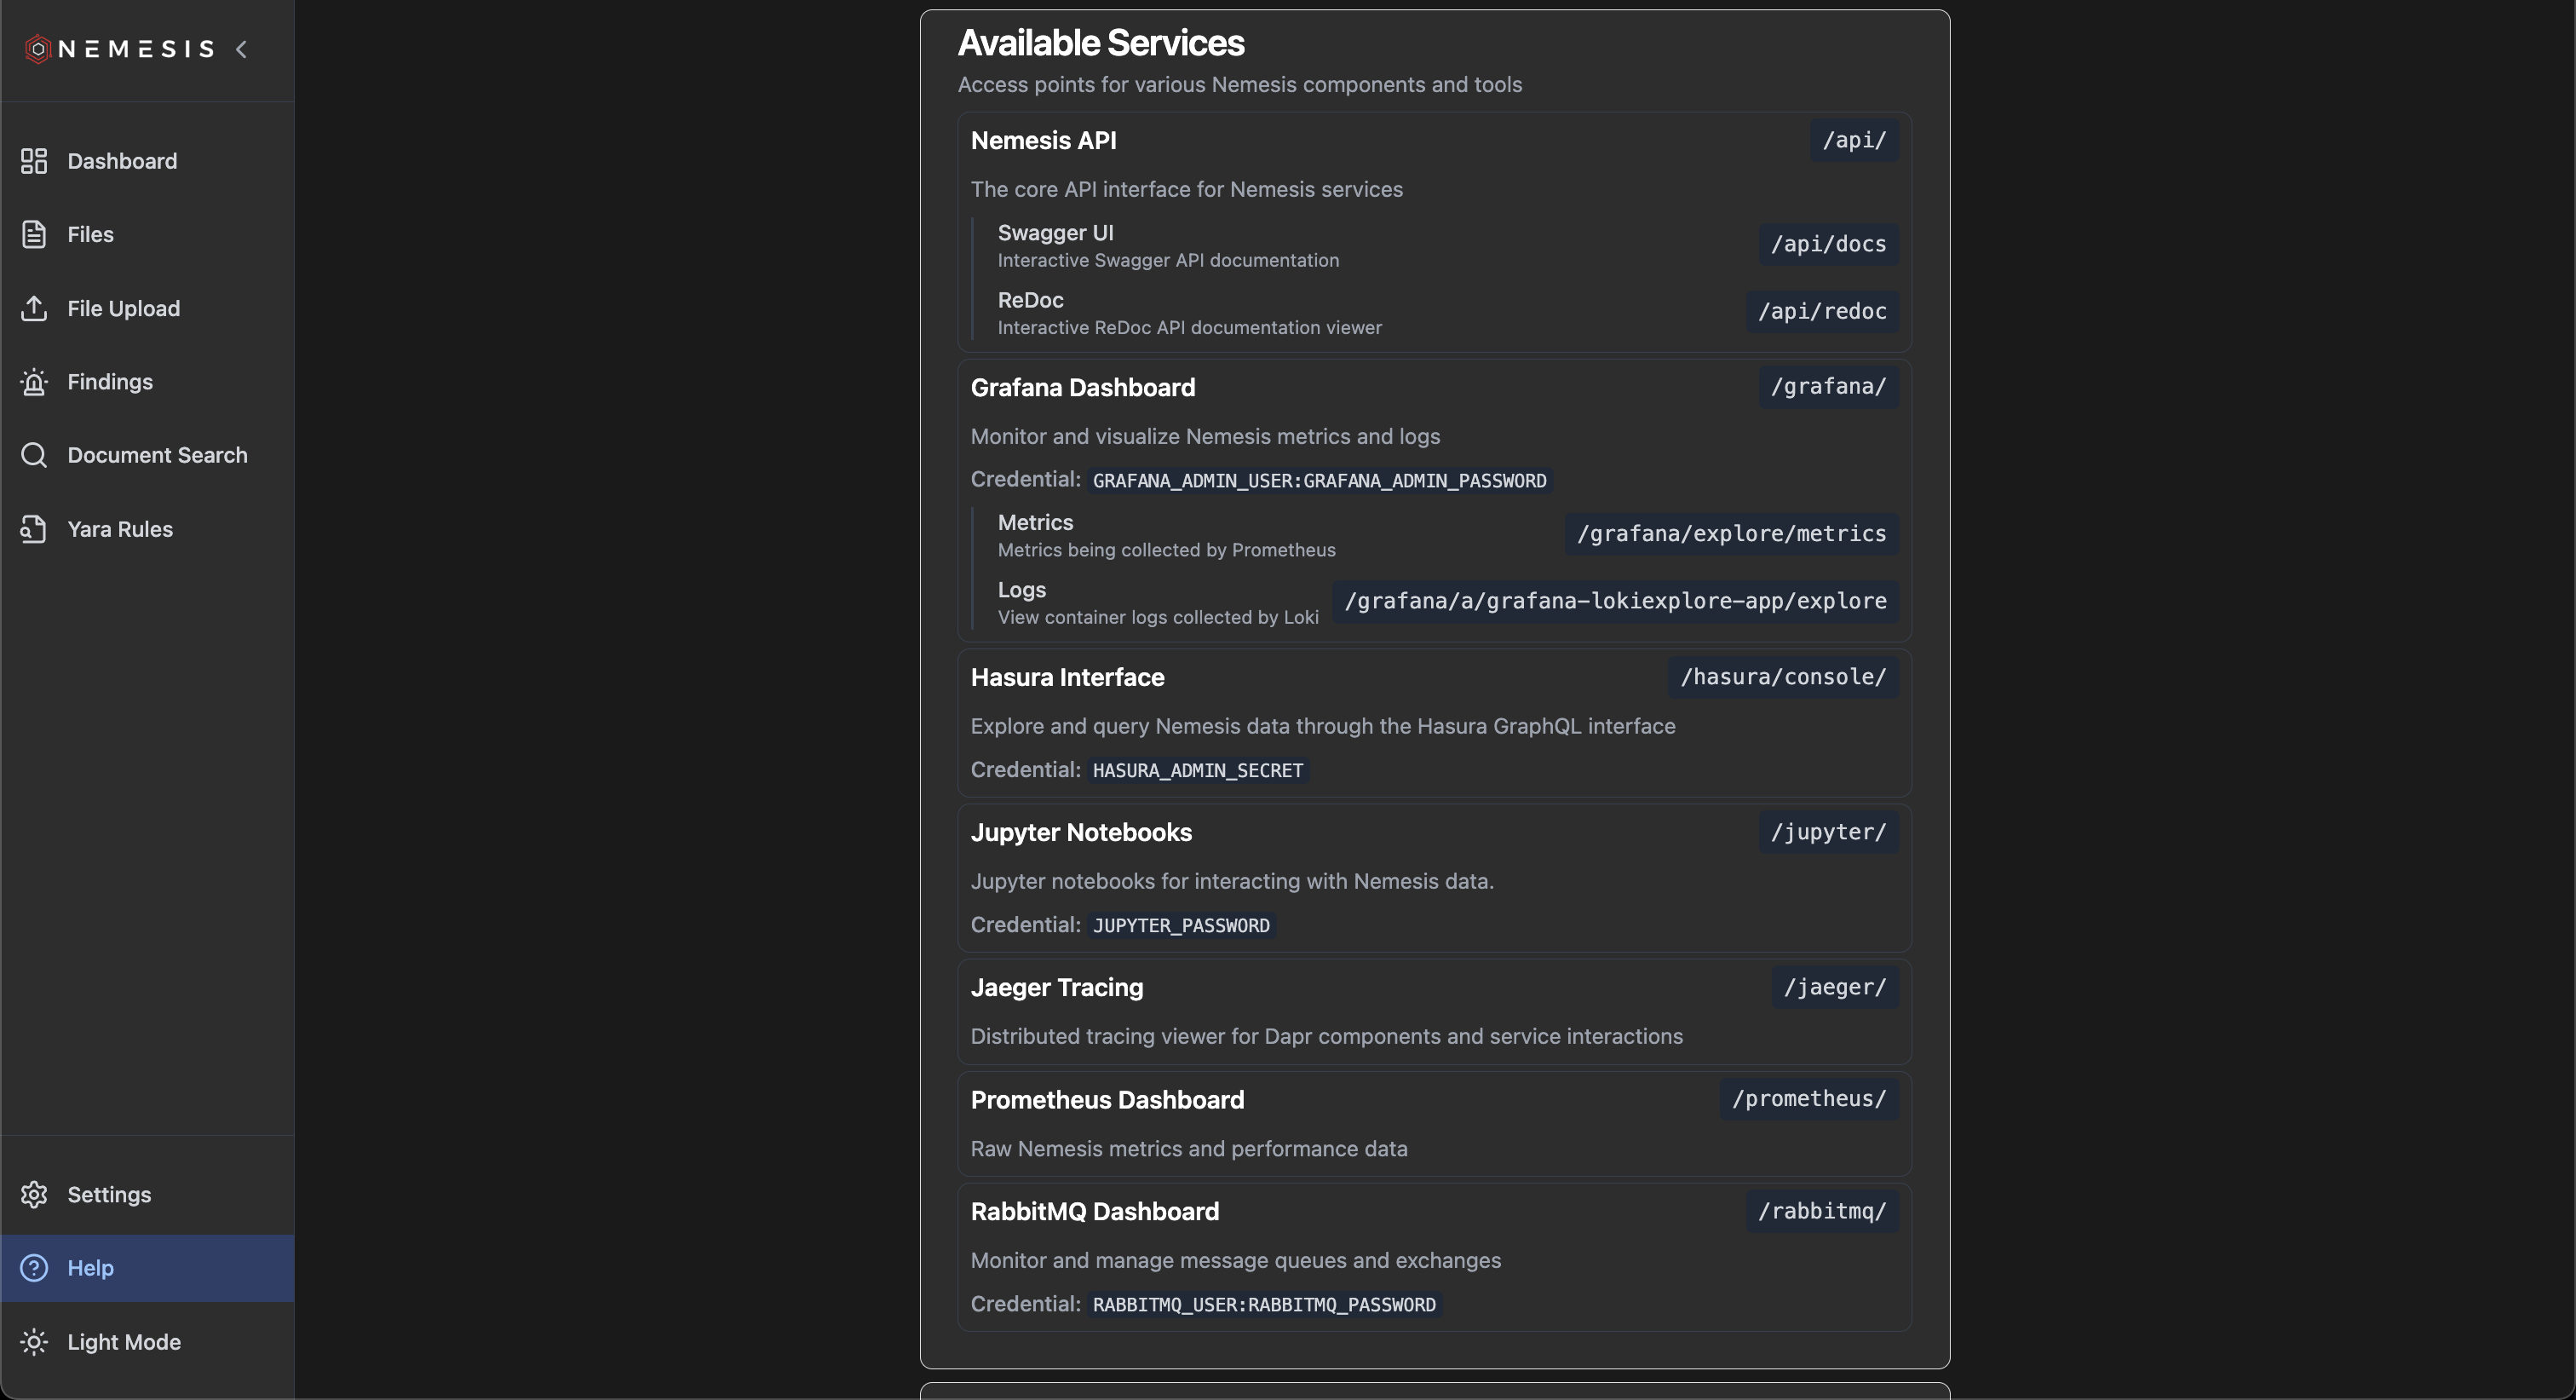 NEMESIS
Dashboard
Files
File Upload
Findings
Document Search
Yara Rules
Settings
Help
Light Mode
Available Services
Access points for various Nemesis components and tools
Nemesis API /api/
The core API interface for Nemesis services
Swagger UI
Interactive Swagger API documentation
/api/docs
ReDoc
Interactive ReDoc API documentation viewer
/api/redoc
Grafana Dashboard /grafana/
Monitor and visualize Nemesis metrics and logs
Credential: GRAFANA_ADMIN_USER:GRAFANA_ADMIN_PASSWORD
Metrics
Metrics being collected by Prometheus
/grafana/explore/metrics
Logs
View container logs collected by Loki
/grafana/a/grafana-lokiexplore-app/explore
Hasura Interface /hasura/console/
Explore and query Nemesis data through the Hasura GraphQL interface
Credential: HASURA_ADMIN_SECRET
Jupyter Notebooks /jupyter/
Jupyter notebooks for interacting with Nemesis data.
Credential: JUPYTER_PASSWORD
Jaeger Tracing /jaeger/
Distributed tracing viewer for Dapr components and service interactions
Prometheus Dashboard /prometheus/
Raw Nemesis metrics and performance data
RabbitMQ Dashboard /rabbitmq/
Monitor and manage message queues and exchanges
Credential: RABBITMQ_USER:RABBITMQ_PASSWORD